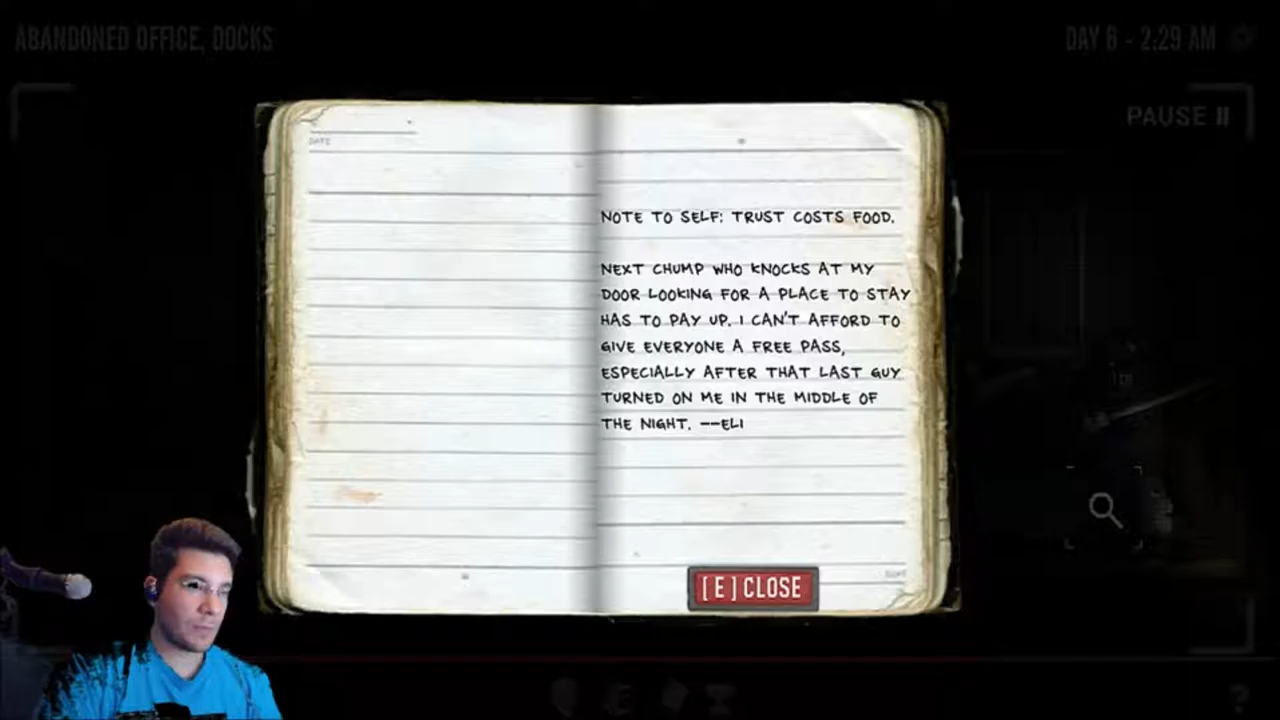 ABANDONED OFFICE, DOCKS
DAY 6 - 2:29 AM
PAUSE II
DATE
NOTE TO SELF: TRUST COSTS FOOD.
NEXT CHUMP WHO KNOCKS AT MY
DOOR LOOKING FOR A PLACE TO STAY
HAS TO PAY UP. I CAN'T AFFORD TO
GIVE EVERYONE A FREE PASS,
ESPECIALLY AFTER THAT LAST GUY
TURNED ON ME IN THE MIDDLE OF
THE NIGHT. --ELI
[E] CLOSE
?